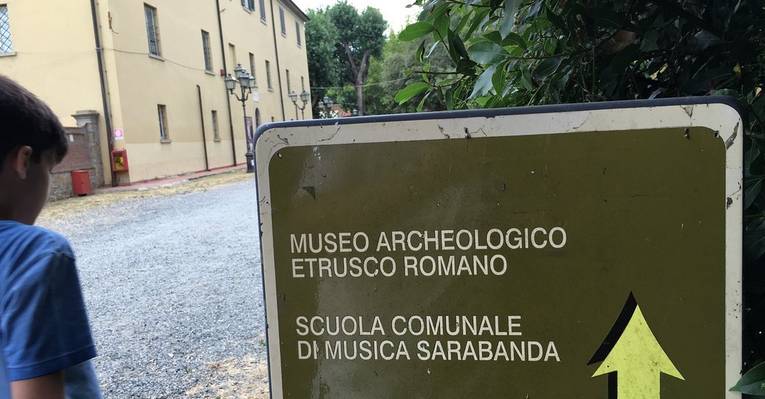 MUSEO ARCHEOLOGICO
ETRUSCO ROMANO
SCUOLA COMUNALE
DI MUSICA SARABANDA